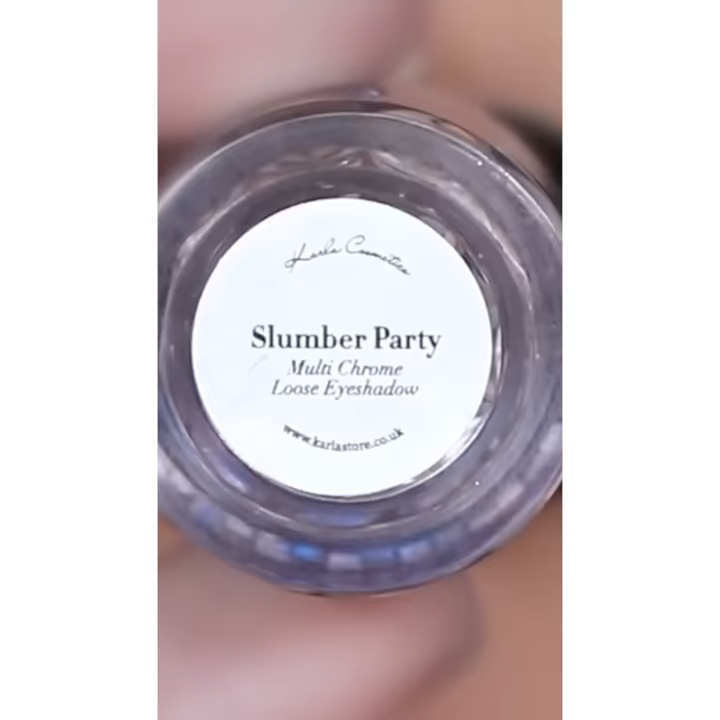 Karla Cosmetics
Slumber Party
Multi Chrome
Loose Eyeshadow
www.karlastore.co.uk